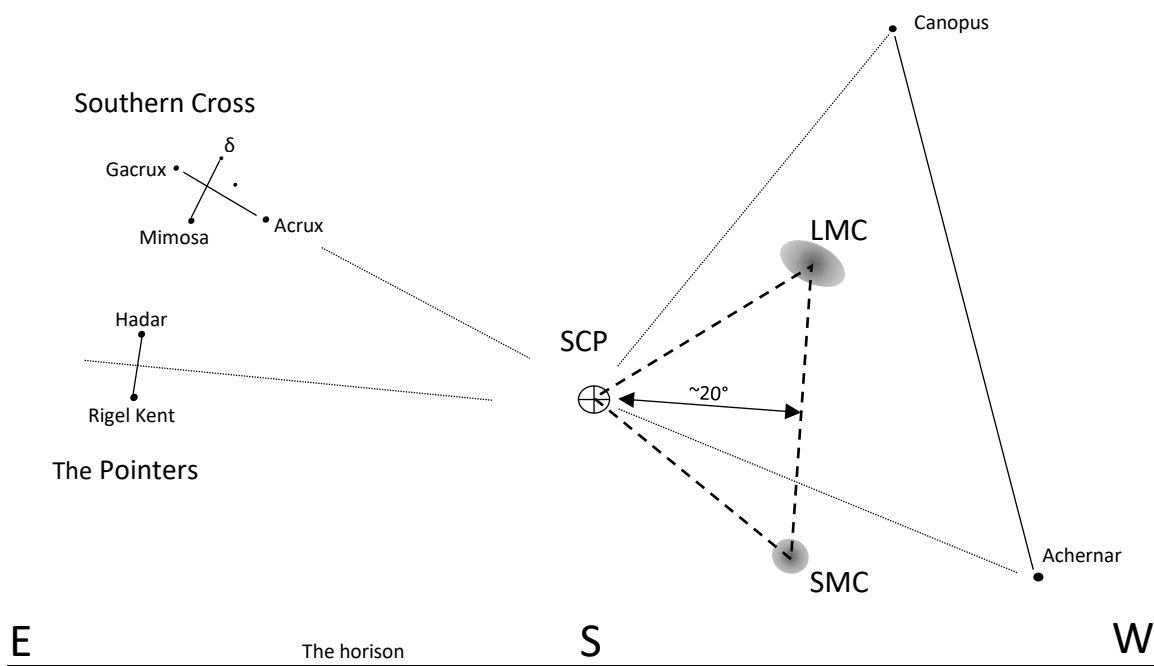 Canopus
Southern Cross
δ
Gacrux
Acrux
Mimosa
LMC
Hadar
SCP
~20°
Rigel Kent
The Pointers
Achernar
SMC
E
The horison
S
W